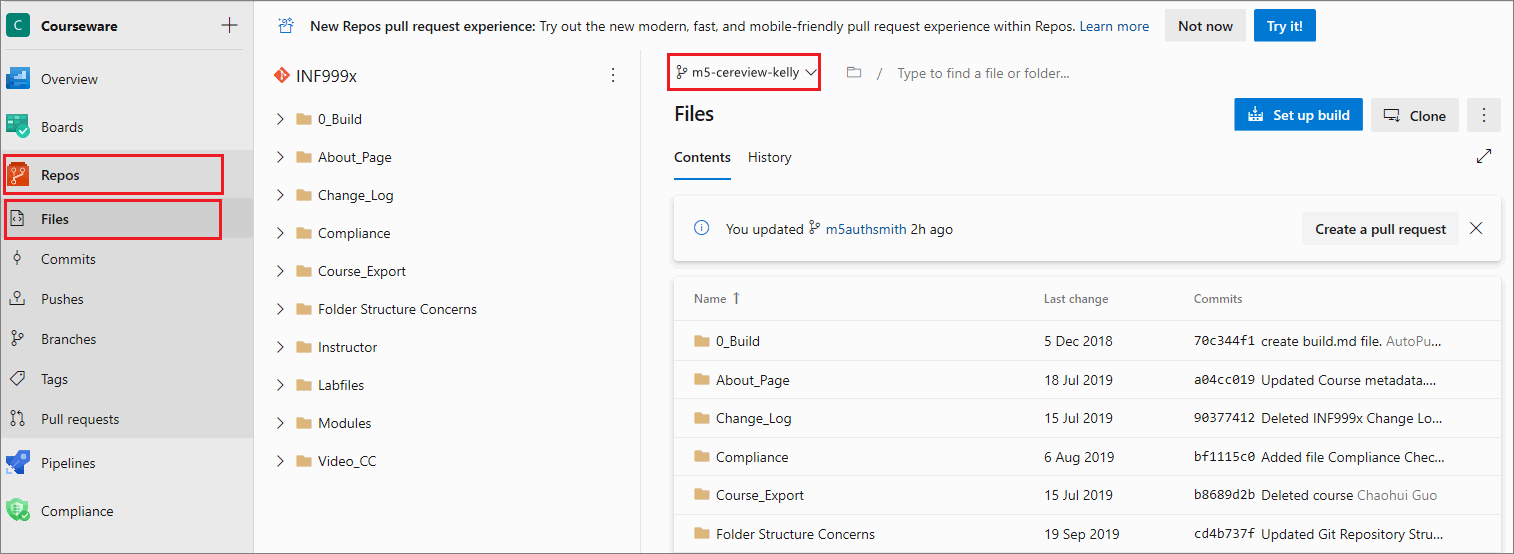 C Courseware
Overview
Boards
Repos
Files
Commits
Pushes
Branches
Tags
Pull requests
Pipelines
Compliance
New Repos pull request experience: Try out the new modern, fast, and mobile-friendly pull request experience within Repos. Learn more Not now Try it!
INF999x
0_Build
About_Page
Change_Log
Compliance
Course_Export
Folder Structure Concerns
Instructor
Labfiles
Modules
Video_CC
m5-cereview-kelly / Type to find a file or folder...
Files Set up build Clone
Contents History
You updated m5authsmith 2h ago Create a pull request
Name Last change Commits
0_Build 5 Dec 2018 70c344f1 create build.md file. AutoPu...
About_Page 18 Jul 2019 a04cc019 Updated Course metadata....
Change_Log 15 Jul 2019 90377412 Deleted INF999x Change Lo...
Compliance 6 Aug 2019 bf1115c0 Added file Compliance Chec...
Course_Export 15 Jul 2019 b8689d2b Deleted course Chaohui Guo
Folder Structure Concerns 19 Sep 2019 cd4b737f Updated Git Repository Stru...